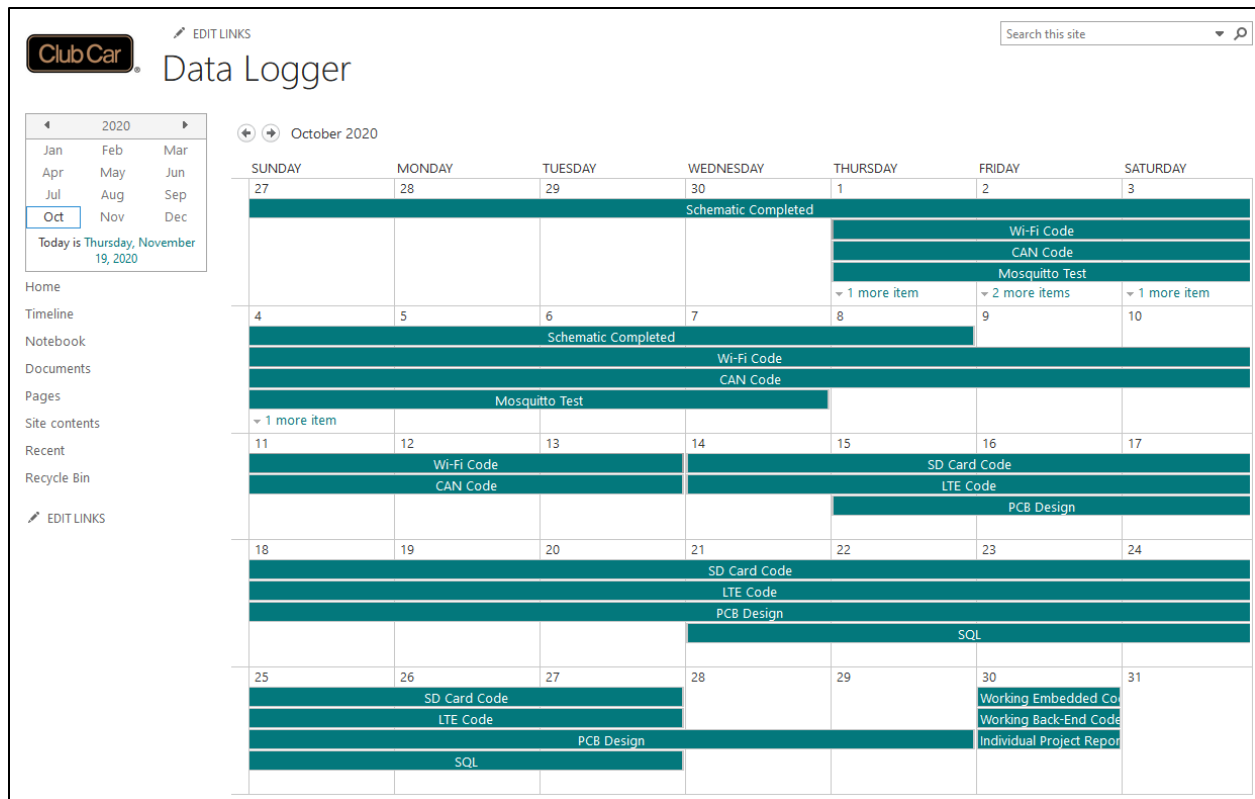 EDIT LINKS
Search this site
Club Car®
Data Logger
2020
Jan Feb Mar
Apr May Jun
Jul Aug Sep
Oct Nov Dec
Today is Thursday, November
19, 2020
Home
Timeline
Notebook
Documents
Pages
Site contents
Recent
Recycle Bin
EDIT LINKS
October 2020
SUNDAY MONDAY TUESDAY WEDNESDAY THURSDAY FRIDAY SATURDAY
27 28 29 30 1 2 3
Schematic Completed
Wi-Fi Code
CAN Code
Mosquitto Test
1 more item 2 more items 1 more item
4 5 6 7 8 9 10
Schematic Completed
Wi-Fi Code
CAN Code
Mosquitto Test
1 more item
11 12 13 14 15 16 17
Wi-Fi Code SD Card Code
CAN Code LTE Code
PCB Design
18 19 20 21 22 23 24
SD Card Code
LTE Code
PCB Design
SQL
25 26 27 28 29 30 31
SD Card Code Working Embedded Co
LTE Code Working Back-End Code
PCB Design Individual Project Repor
SQL